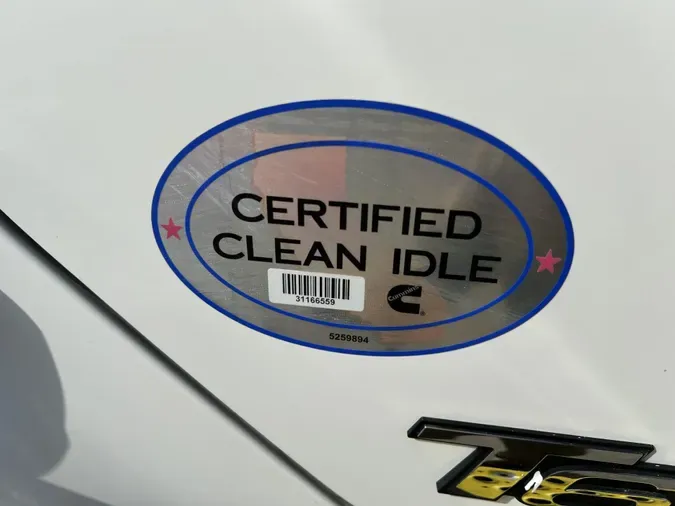 CERTIFIED
CLEAN IDLE
31166559
Cummins
5259894